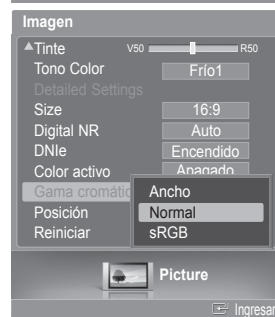 Imagen
Tinte V50 R50
Tono Color Frío1
Detailed Settings
Size 16:9
Digital NR Auto
DNIe Encendido
Color activo Apagado
Gama cromátic Ancho
Posición Normal
Reiniciar sRGB
Picture
Ingresar